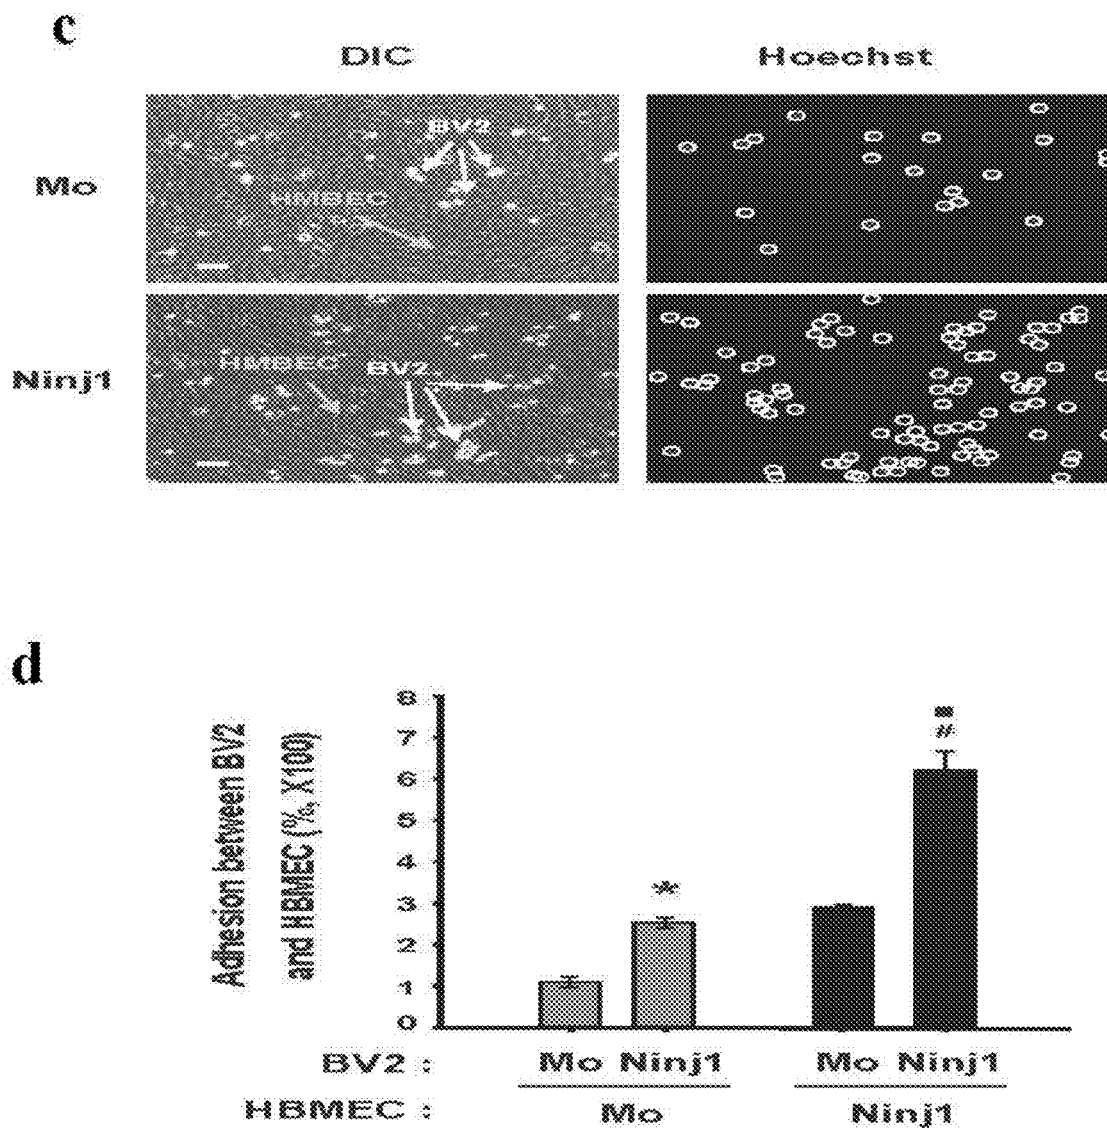 c
DIC Hoechst
Mo
BV2
HMBEC
Ninj1
HMBEC
BV2
d
Adhesion between BV2
and HBMEC (%, X100)
8
7
6
5
4
3
2
1
0
*
#
BV2 : Mo Ninj1 Mo Ninj1
HBMEC : Mo Ninj1